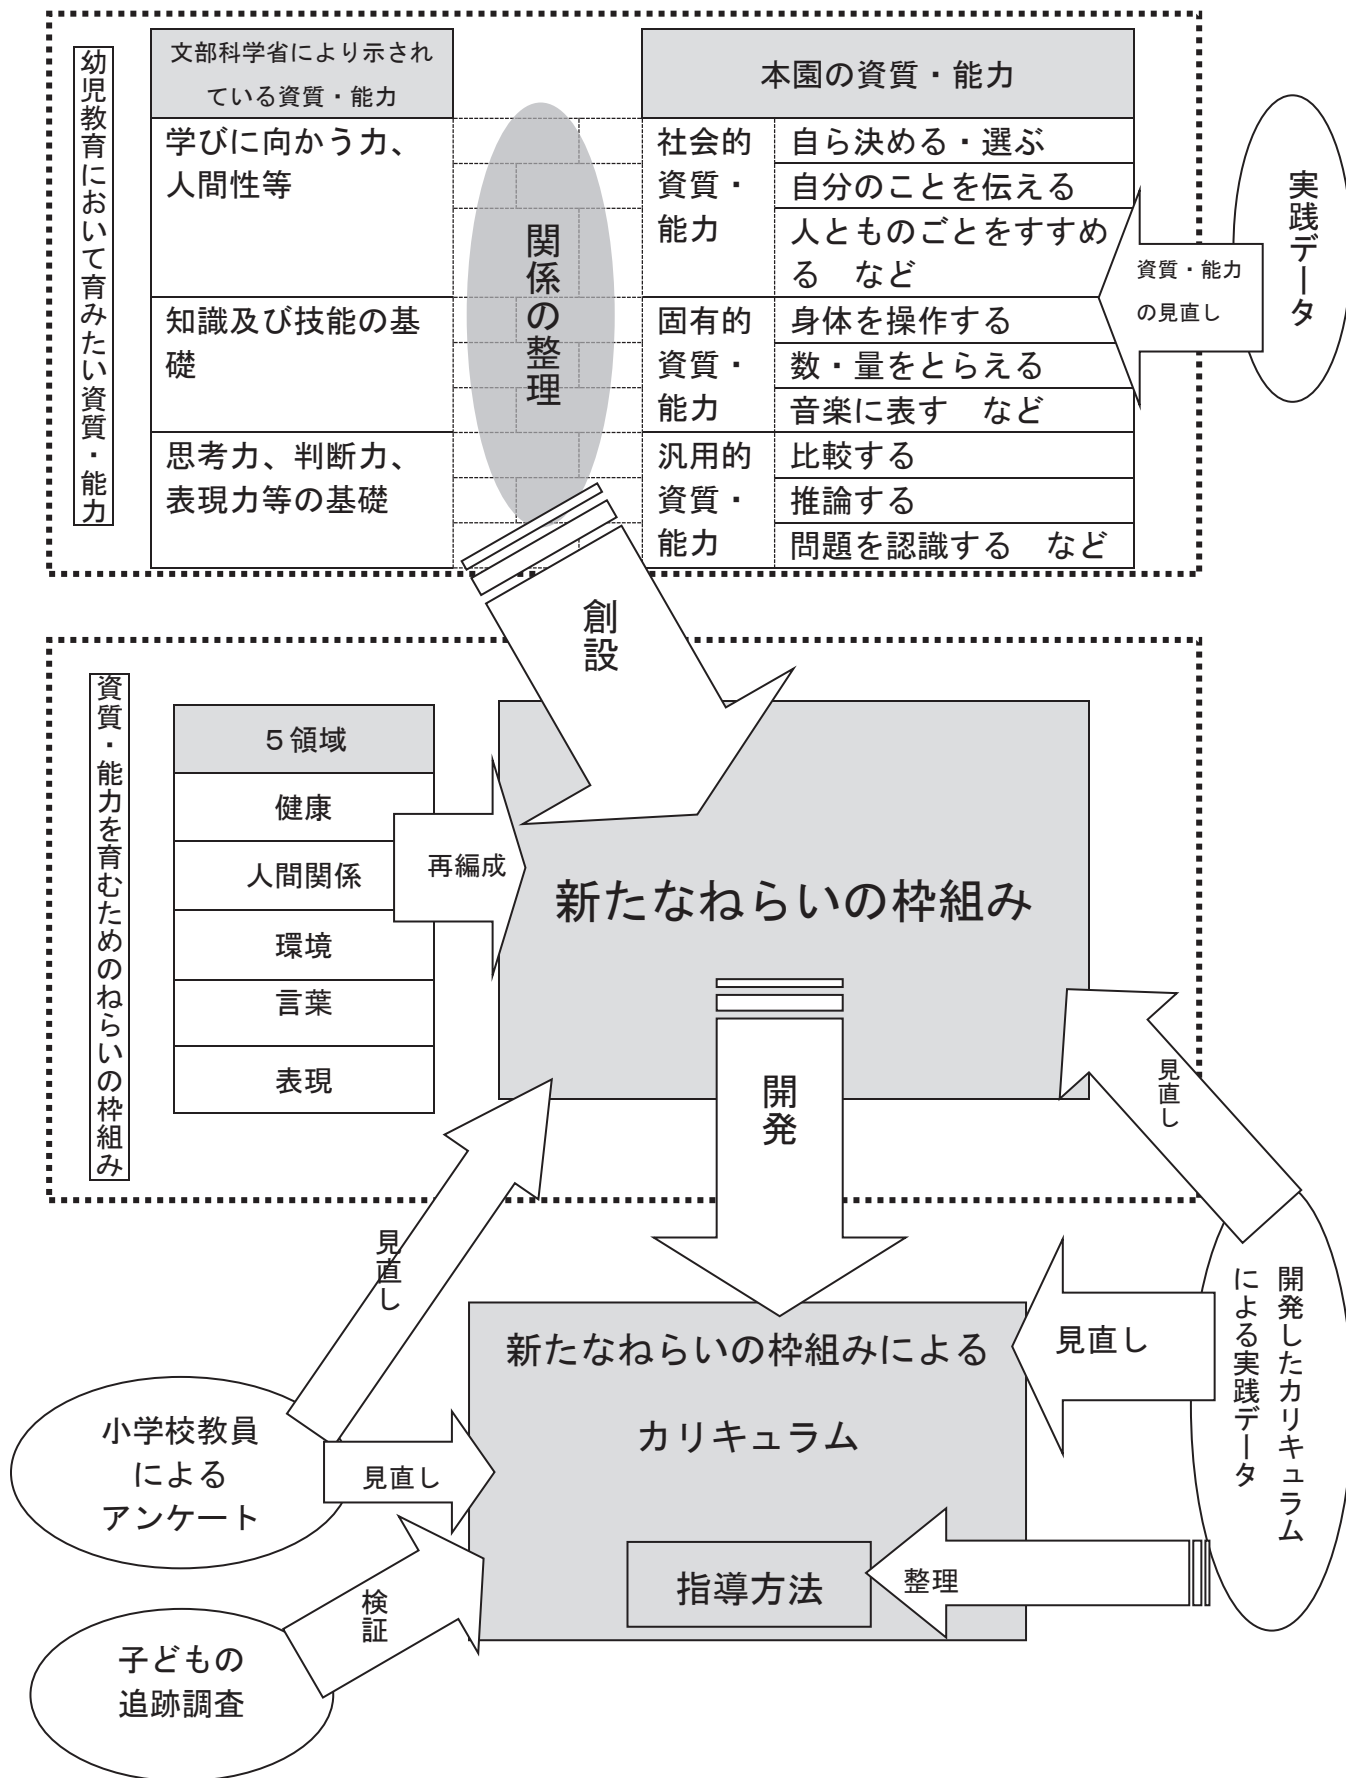 幼児教育において育みたい資質・能力
文部科学省により示され
ている資質・能力
学びに向かう力、
人間性等
知識及び技能の基
礎
思考力、判断力、
表現力等の基礎
関係の整理
本園の資質・能力
社会的
資質・
能力
自ら決める・選ぶ
自分のことを伝える
人とものごとをすすめ
る　など
固有的
資質・
能力
身体を操作する
数・量をとらえる
音楽に表す　など
汎用的
資質・
能力
比較する
推論する
問題を認識する　など
資質・能力
の見直し
実践データ
創設
資質・能力を育むためのねらいの枠組み
５領域
健康
人間関係
環境
言葉
表現
再編成
新たなねらいの枠組み
開発
見直し
見直し
新たなねらいの枠組みによる
カリキュラム
見直し
開発したカリキュラム
による実践データ
小学校教員
による
アンケート
見直し
指導方法
整理
検証
子どもの
追跡調査